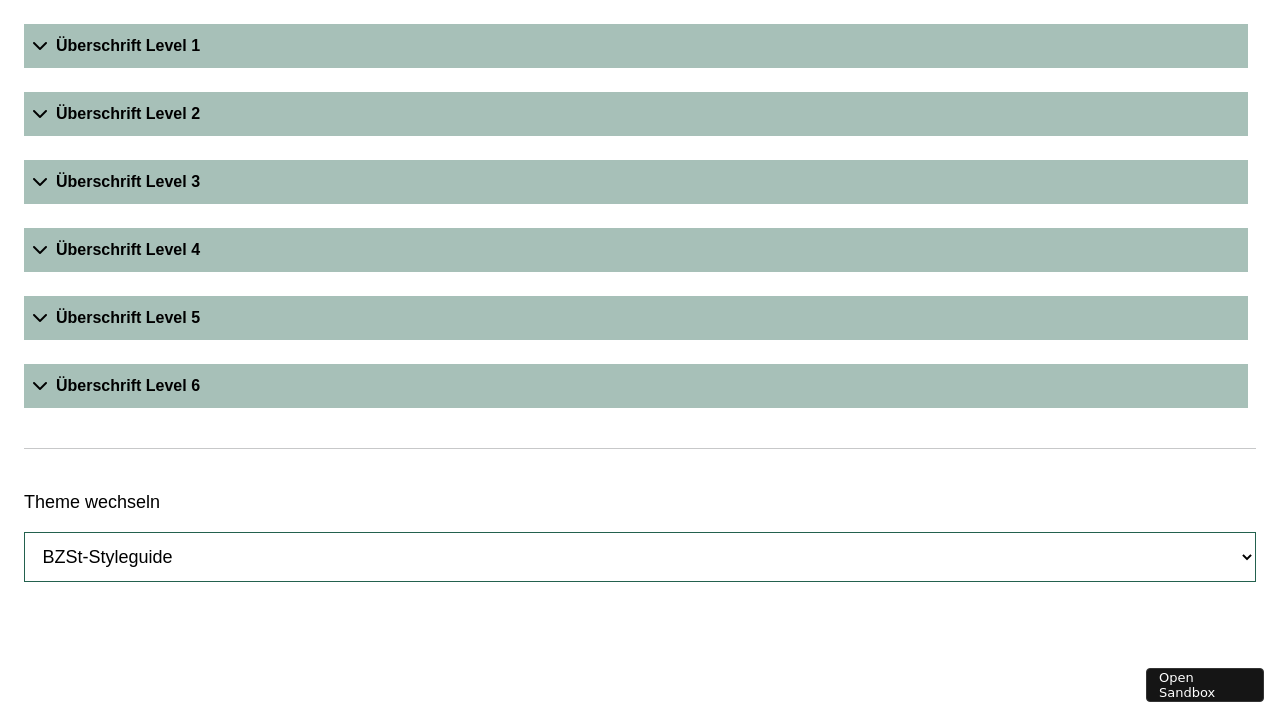 Überschrift Level 1
Überschrift Level 2
Überschrift Level 3
Überschrift Level 4
Überschrift Level 5
Überschrift Level 6
Theme wechseln
BZSt-Styleguide
Open
Sandbox